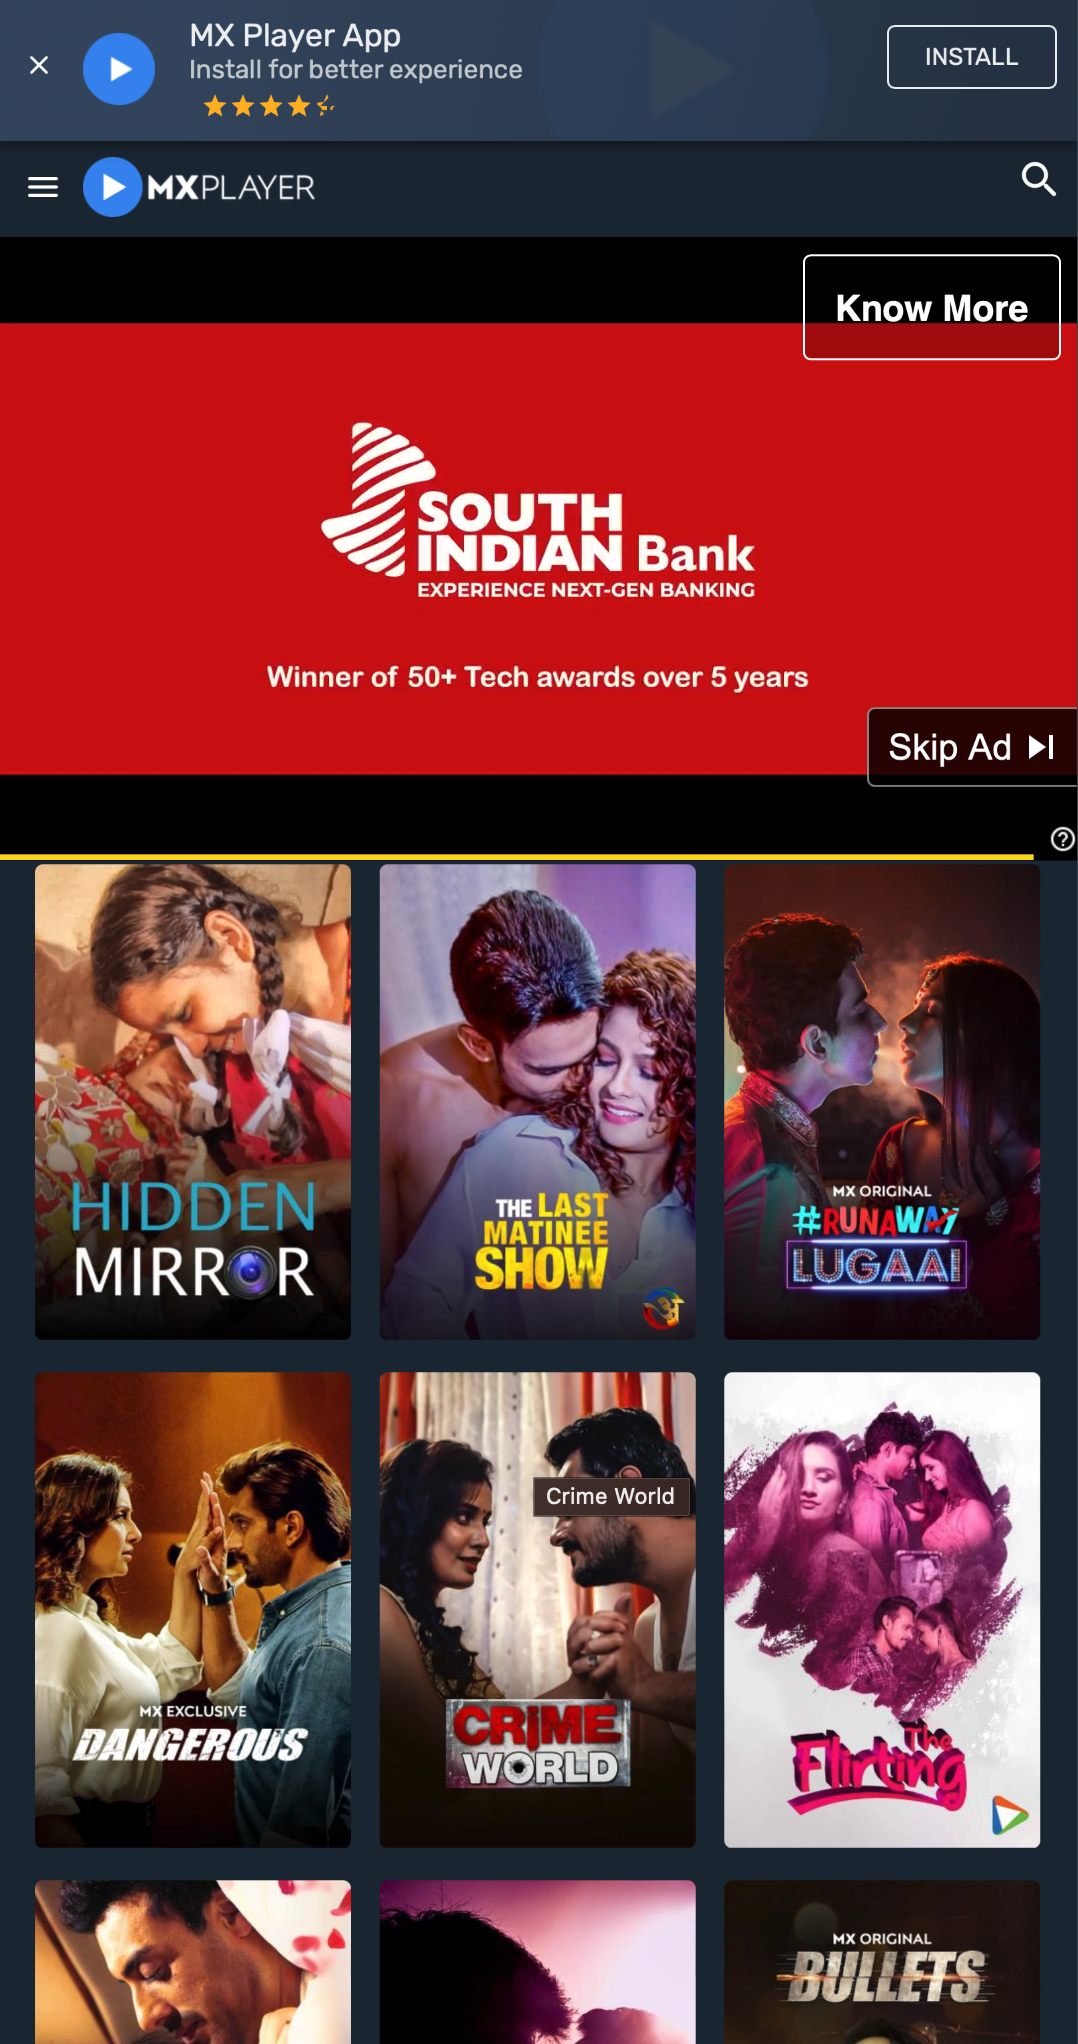 MX Player App
Install for better experience
INSTALL
MXPLAYER
Know More
SOUTH
INDIAN Bank
EXPERIENCE NEXT-GEN BANKING
Winner of 50+ Tech awards over 5 years
Skip Ad
HIDDEN
MIRROR
THE LAST
MATINEE
SHOW
MX ORIGINAL
#RUNAWAY
LUGAAI
MX EXCLUSIVE
DANGEROUS
Crime World
CRIME
WORLD
The
Flirting
MX ORIGINAL
BULLETS